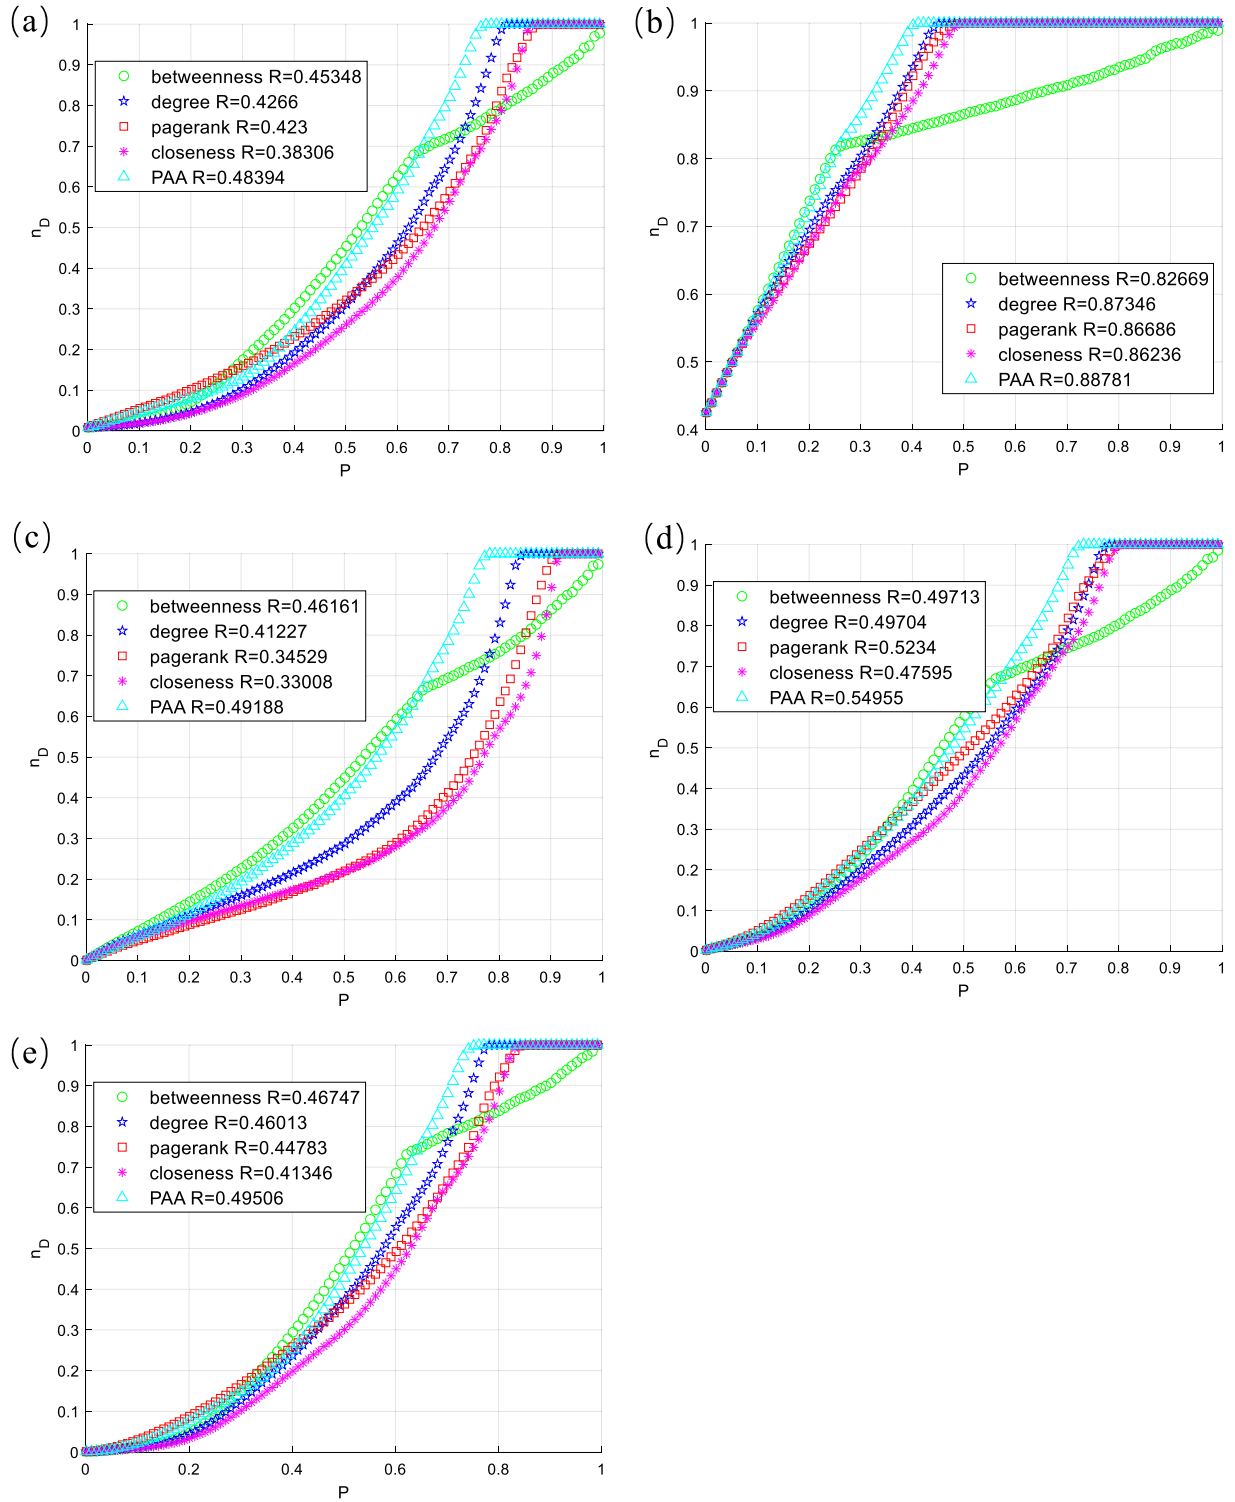 (a)
1
0.9
0.8
0.7
0.6
0.5
0.4
0.3
0.2
0.1
0
n_D
betweenness R=0.45348
degree R=0.4266
pagerank R=0.423
closeness R=0.38306
PAA R=0.48394
0 0.1 0.2 0.3 0.4 0.5 0.6 0.7 0.8 0.9 1
P
(b)
1
0.9
0.8
0.7
0.6
0.5
0.4
n_D
betweenness R=0.82669
degree R=0.87346
pagerank R=0.86686
closeness R=0.86236
PAA R=0.88781
0 0.1 0.2 0.3 0.4 0.5 0.6 0.7 0.8 0.9 1
P
(c)
1
0.9
0.8
0.7
0.6
0.5
0.4
0.3
0.2
0.1
0
n_D
betweenness R=0.46161
degree R=0.41227
pagerank R=0.34529
closeness R=0.33008
PAA R=0.49188
0 0.1 0.2 0.3 0.4 0.5 0.6 0.7 0.8 0.9 1
P
(d)
1
0.9
0.8
0.7
0.6
0.5
0.4
0.3
0.2
0.1
0
n_D
betweenness R=0.49713
degree R=0.49704
pagerank R=0.5234
closeness R=0.47595
PAA R=0.54955
0 0.1 0.2 0.3 0.4 0.5 0.6 0.7 0.8 0.9 1
P
(e)
1
0.9
0.8
0.7
0.6
0.5
0.4
0.3
0.2
0.1
0
n_D
betweenness R=0.46747
degree R=0.46013
pagerank R=0.44783
closeness R=0.41346
PAA R=0.49506
0 0.2 0.4 0.6 0.8 1
P